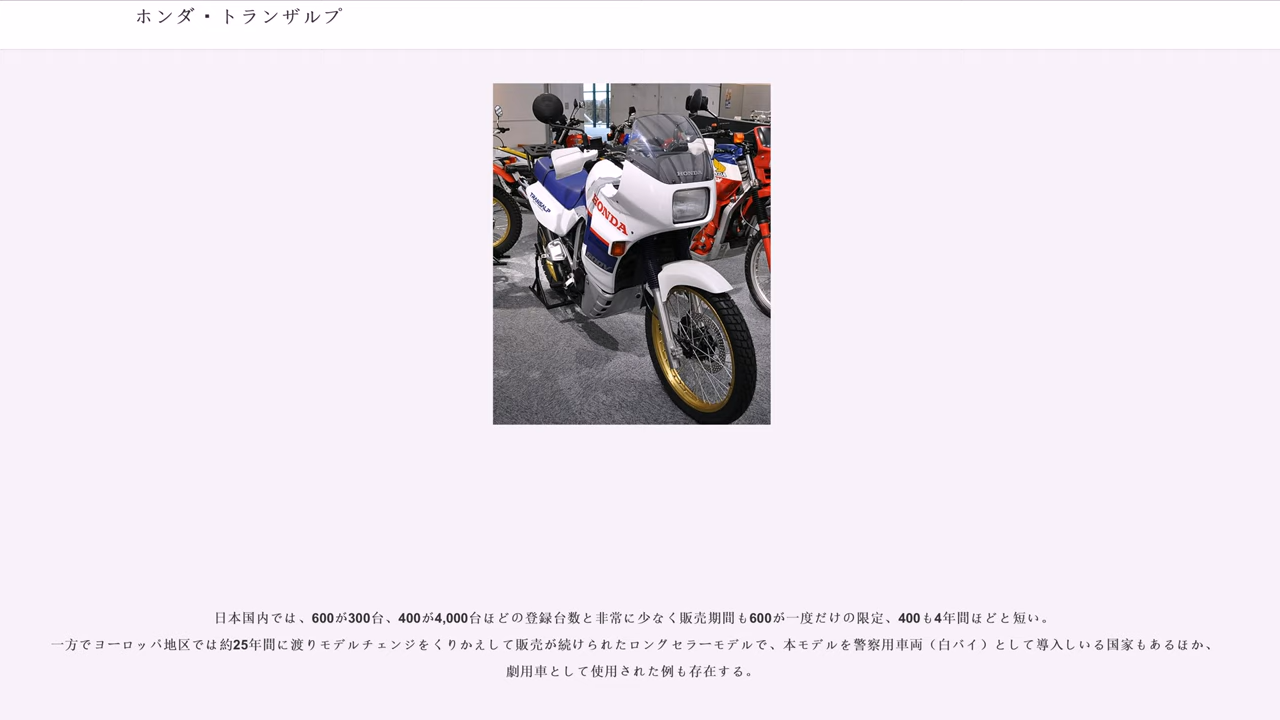 ホンダ・トランザルプ
HONDA
HONDA
TRANSALP
日本国内では、600が300台、400が4,000台ほどの登録台数と非常に少なく販売期間も600が一度だけの限定、400も4年間ほどと短い。
一方でヨーロッパ地区では約25年間に渡りモデルチェンジをくりかえして販売が続けられたロングセラーモデルで、本モデルを警察用車両（白バイ）として導入しいる国家もあるほか、
劇用車として使用された例も存在する。